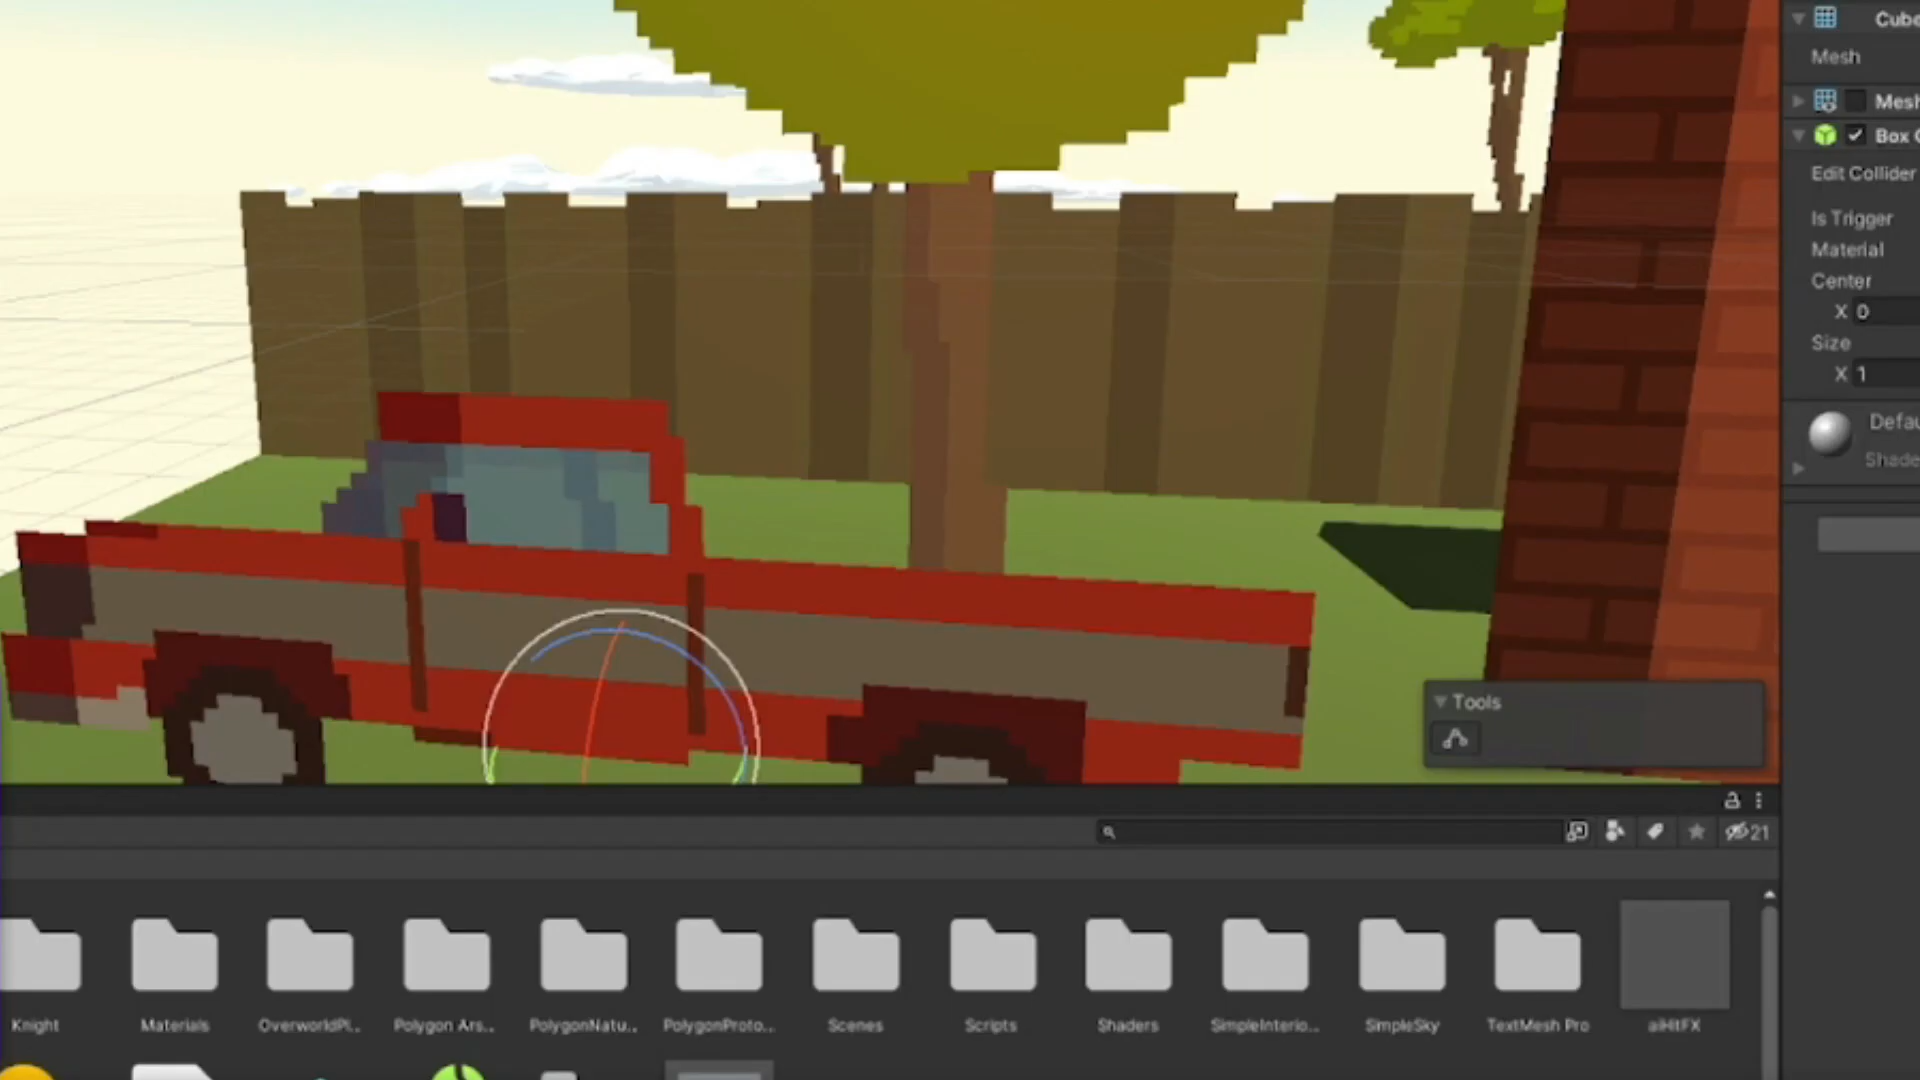 Cube
Mesh
Mesh
Box C
Edit Collider
Is Trigger
Material
Center
X 0
Size
X 1
Defau
Shade
Tools
21
Knight
Materials
OverworldPl...
Polygon Ars...
PolygonNatu...
PolygonProto...
Scenes
Scripts
Shaders
SimpleInterio...
SimpleSky
TextMesh Pro
aiHitFX